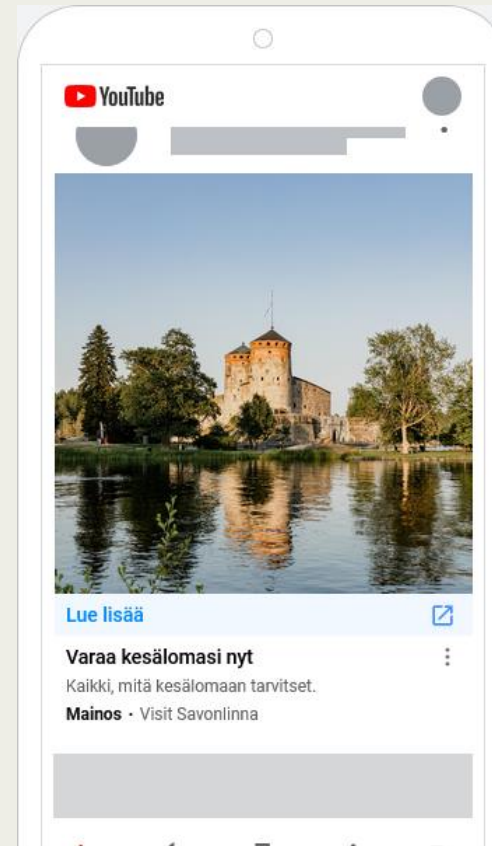 YouTube
Lue lisää
Varaa kesälomasi nyt
Kaikki, mitä kesälomaan tarvitset.
Mainos · Visit Savonlinna